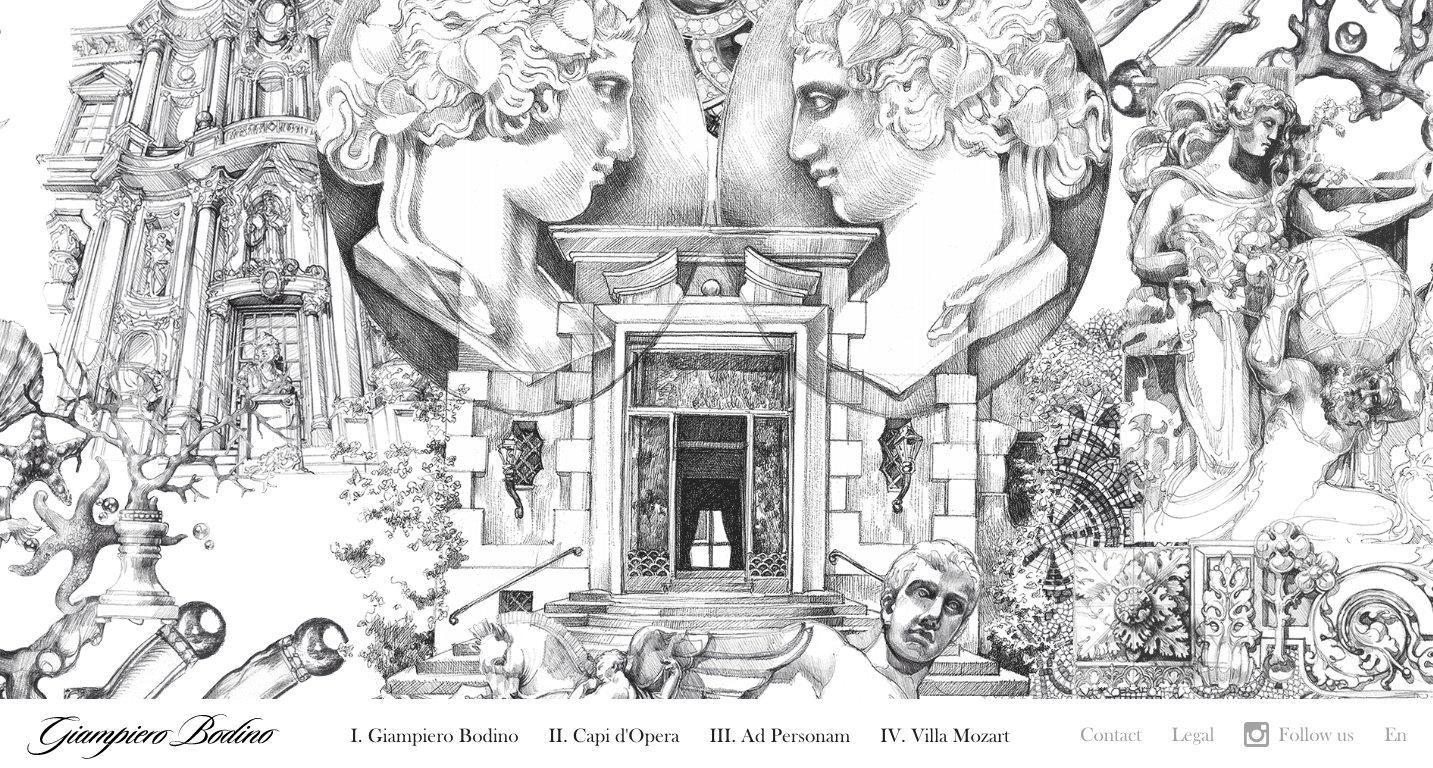 Giampiero Bodino
I. Giampiero Bodino
II. Capi d'Opera
III. Ad Personam
IV. Villa Mozart
Contact
Legal
Follow us
En